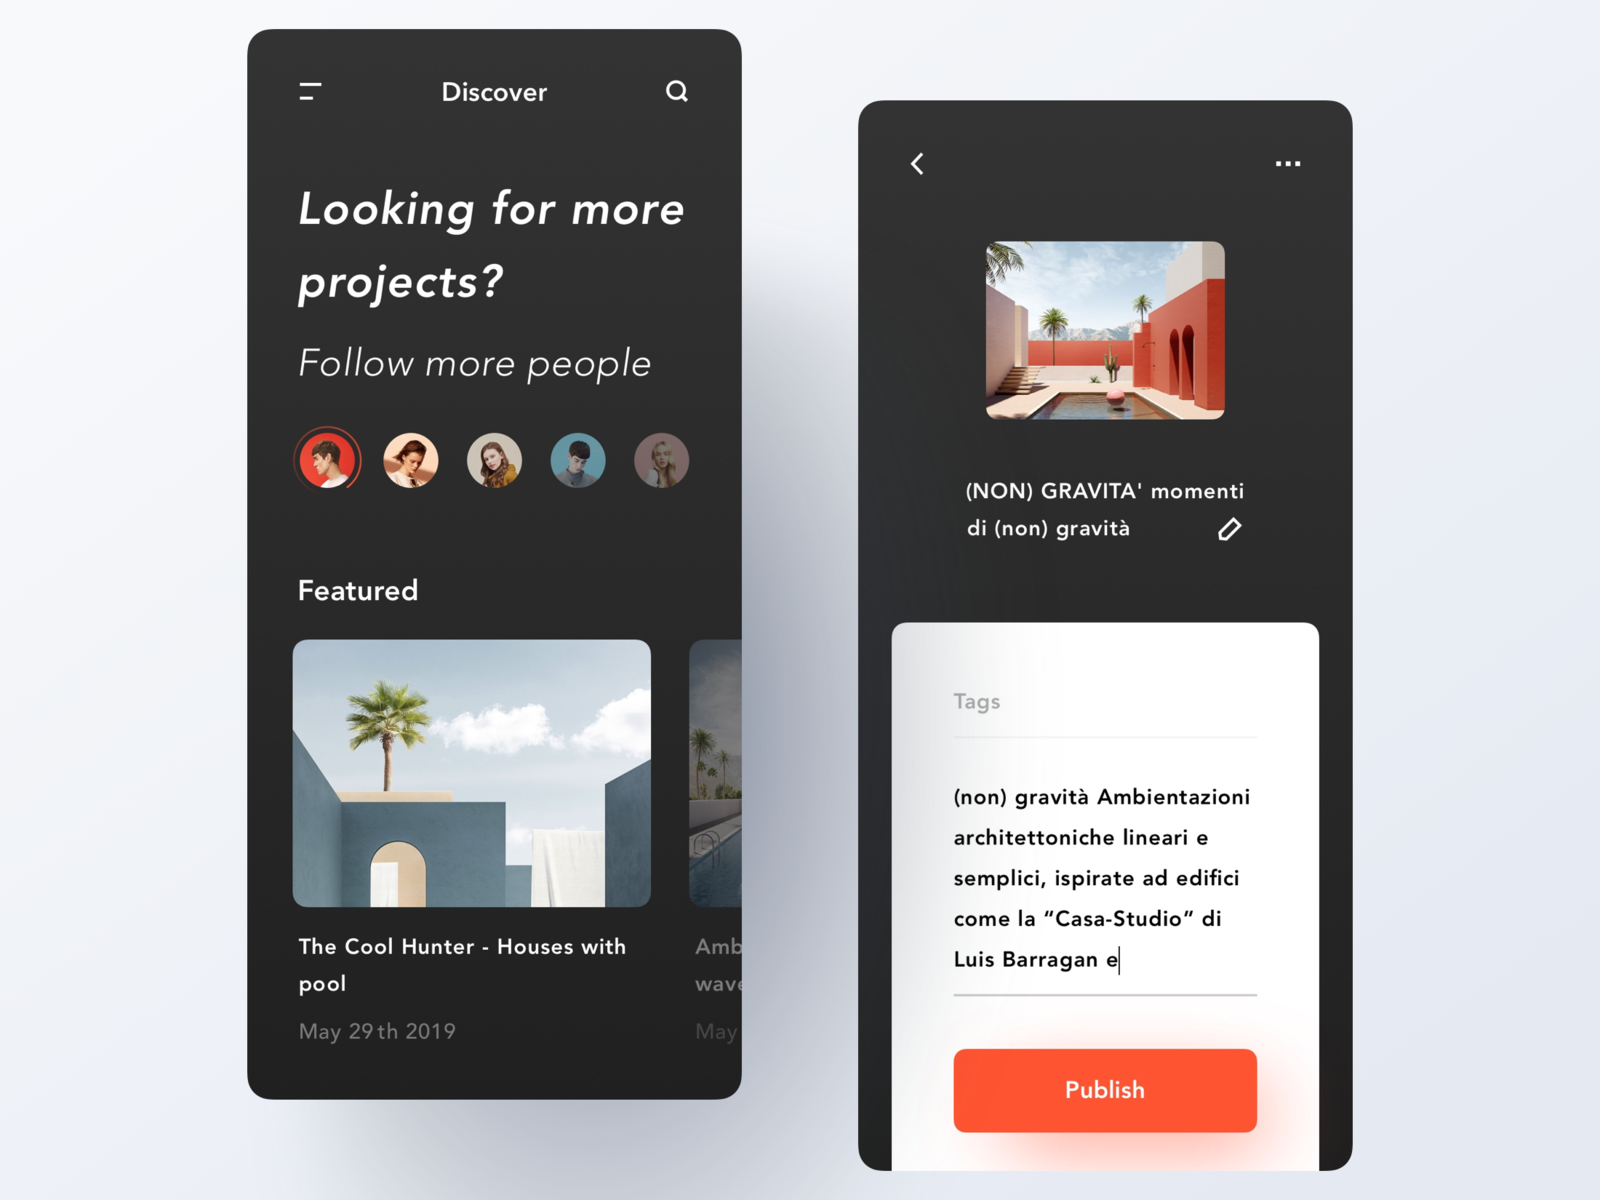 Discover
Looking for more
projects?
Follow more people
Featured
The Cool Hunter - Houses with
pool
May 29th 2019
Amb
wave
May
(NON) GRAVITA' momenti
di (non) gravità
Tags
(non) gravità Ambientazioni
architettoniche lineari e
semplici, ispirate ad edifici
come la “Casa-Studio” di
Luis Barragan e
Publish